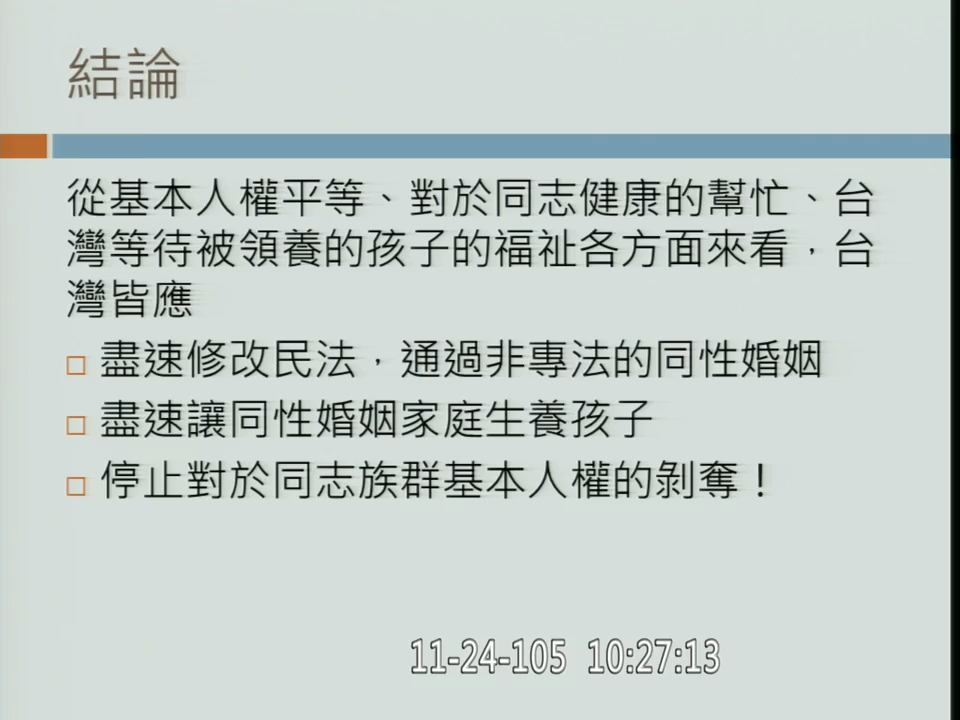 結論
從基本人權平等、對於同志健康的幫忙、台
灣等待被領養的孩子的福祉各方面來看，台
灣皆應
盡速修改民法，通過非專法的同性婚姻
盡速讓同性婚姻家庭生養孩子
停止對於同志族群基本人權的剝奪！
11-24-105 10:27:13